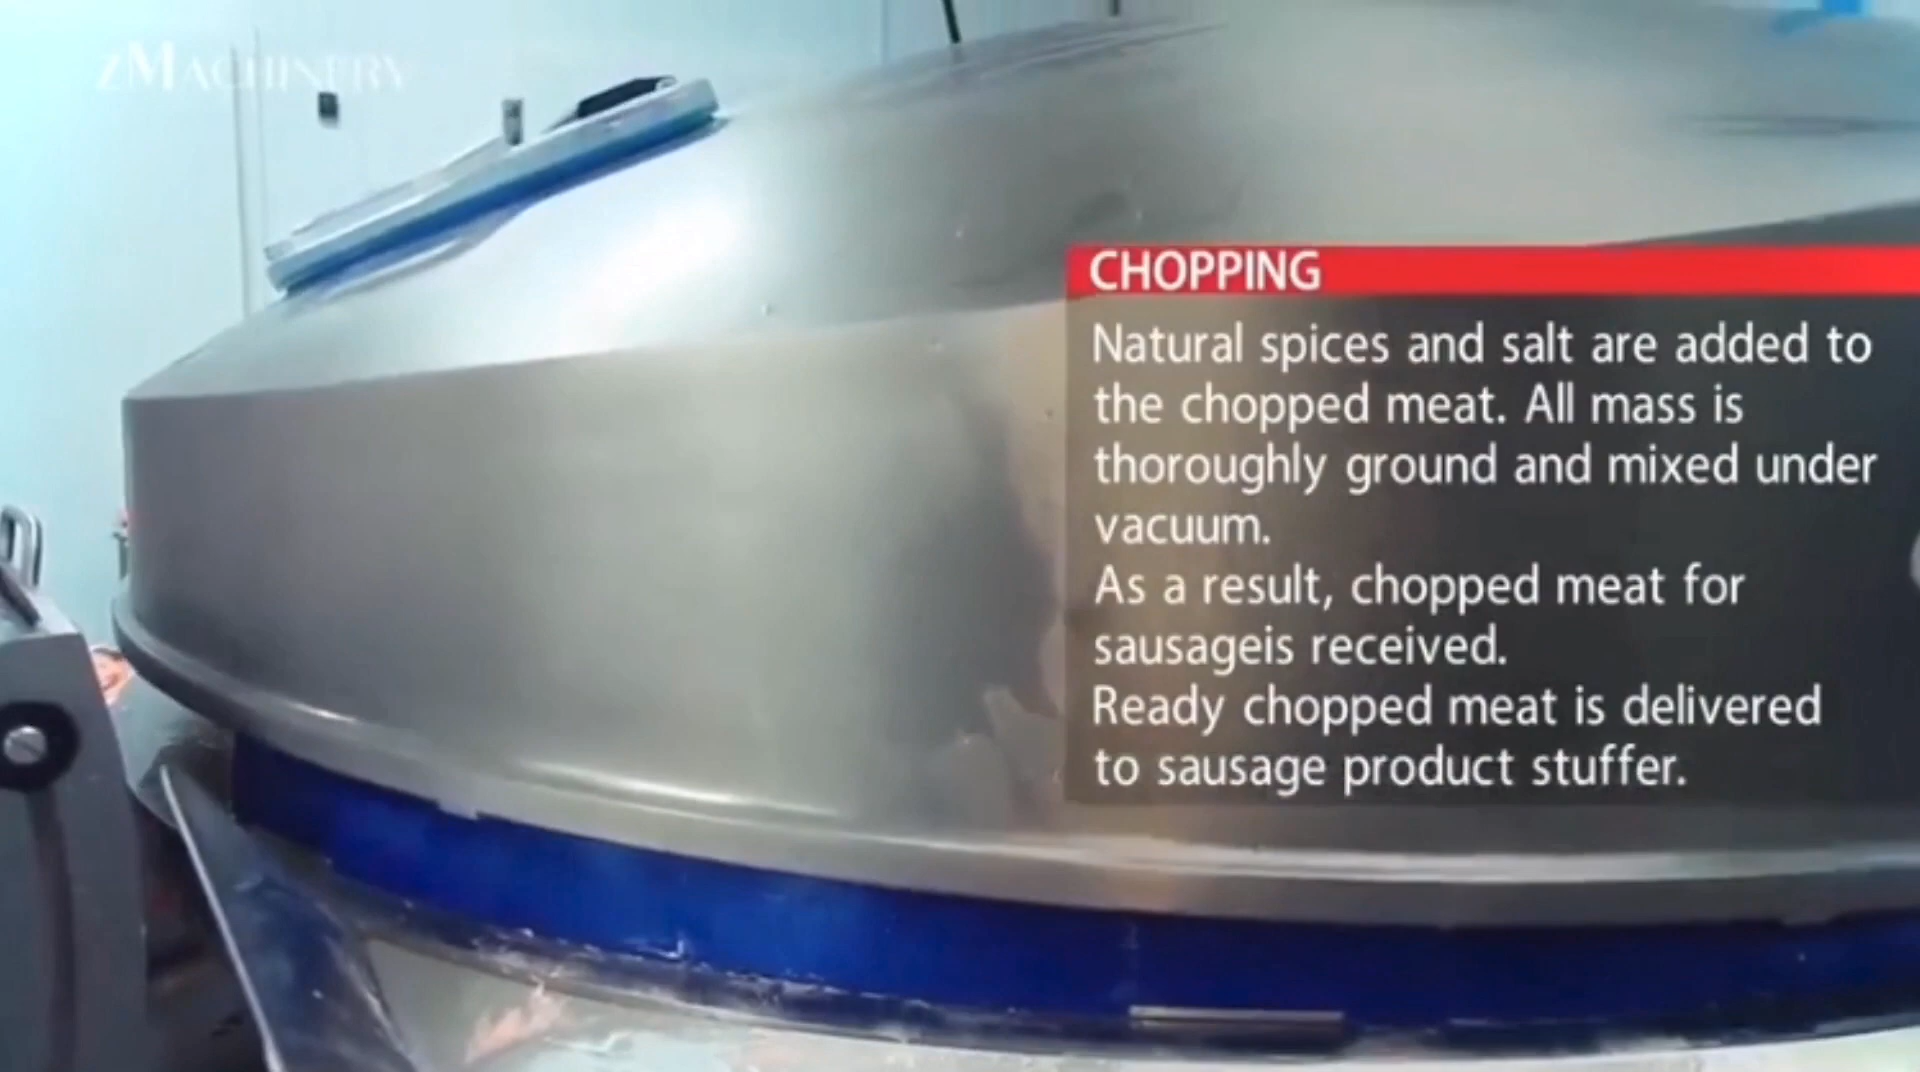 zMachinery
CHOPPING
Natural spices and salt are added to
the chopped meat. All mass is
thoroughly ground and mixed under
vacuum.
As a result, chopped meat for
sausageis received.
Ready chopped meat is delivered
to sausage product stuffer.